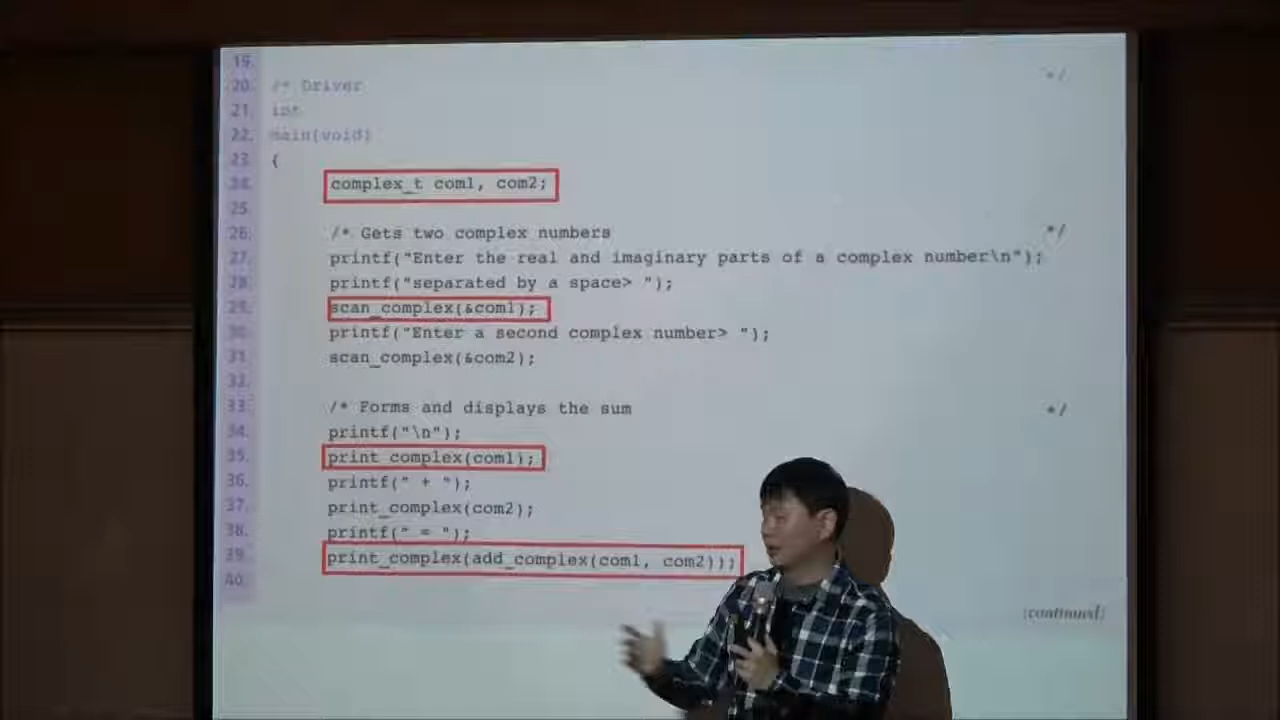 19.
*/
20. /* Driver
21. int
22. main(void)
23. {
24. complex_t com1, com2;
25.
26. /* Gets two complex numbers */
27. printf("Enter the real and imaginary parts of a complex number\n");
28. printf("separated by a space> ");
29. scan_complex(&com1);
30. printf("Enter a second complex number> ");
31. scan_complex(&com2);
32.
33. /* Forms and displays the sum */
34. printf("\n");
35. print_complex(com1);
36. printf(" + ");
37. print_complex(com2);
38. printf(" = ");
39. print_complex(add_complex(com1, com2));
40.
(continued)